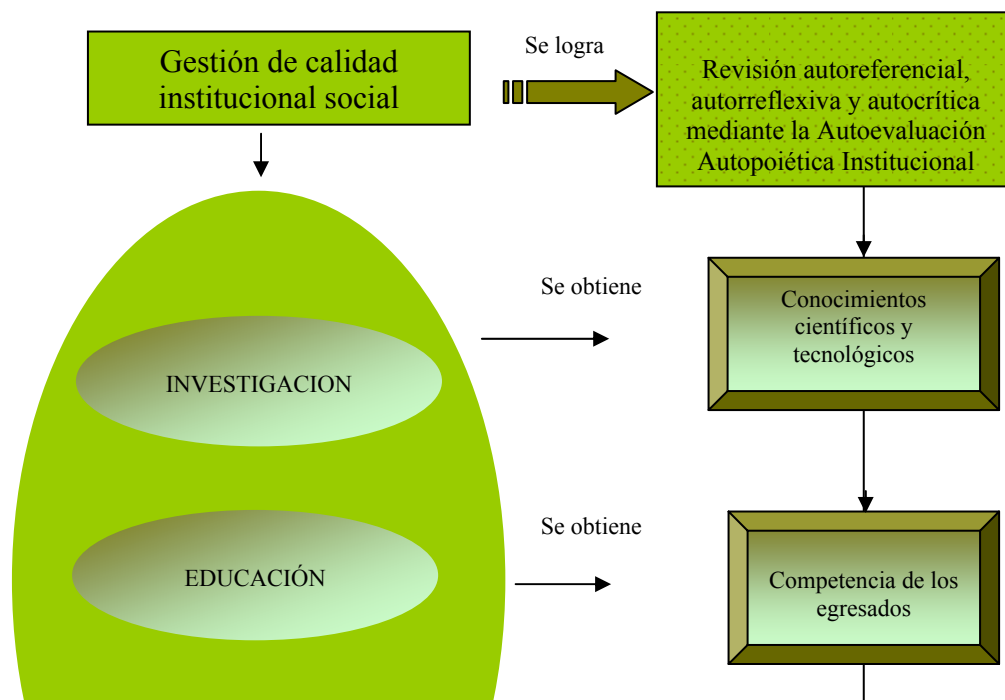 Gestión de calidad
institucional social
Se logra
Revisión autoreferencial,
autorreflexiva y autocrítica
mediante la Autoevaluación
Autopoiética Institucional
Se obtiene
INVESTIGACION
Conocimientos
científicos y
tecnológicos
Se obtiene
EDUCACIÓN
Competencia de los
egresados